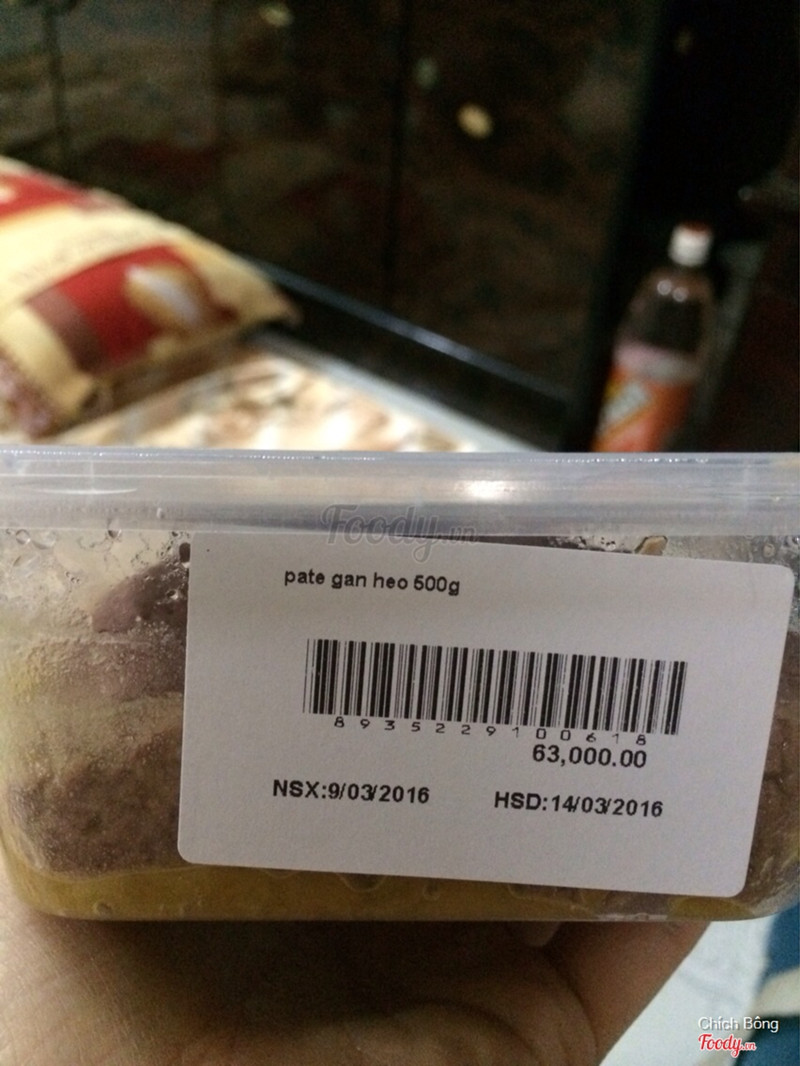 Foody.vn
pate gan heo 500g
8935229100618
63,000.00
NSX:9/03/2016 HSD:14/03/2016
Chích Bông
Foody.vn